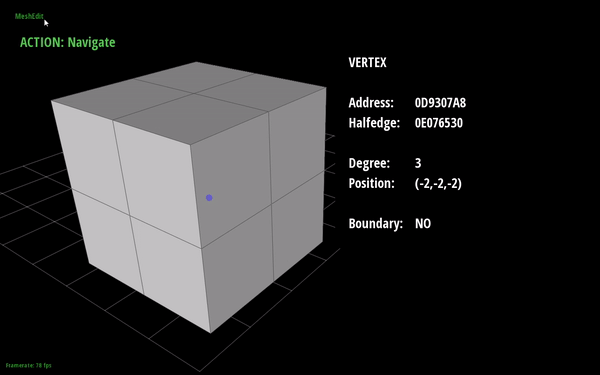 MeshEdit
ACTION: Navigate
VERTEX
Address: 0D9307A8
Halfedge: 0E076530
Degree: 3
Position: (-2,-2,-2)
Boundary: NO
Framerate: 78 fps